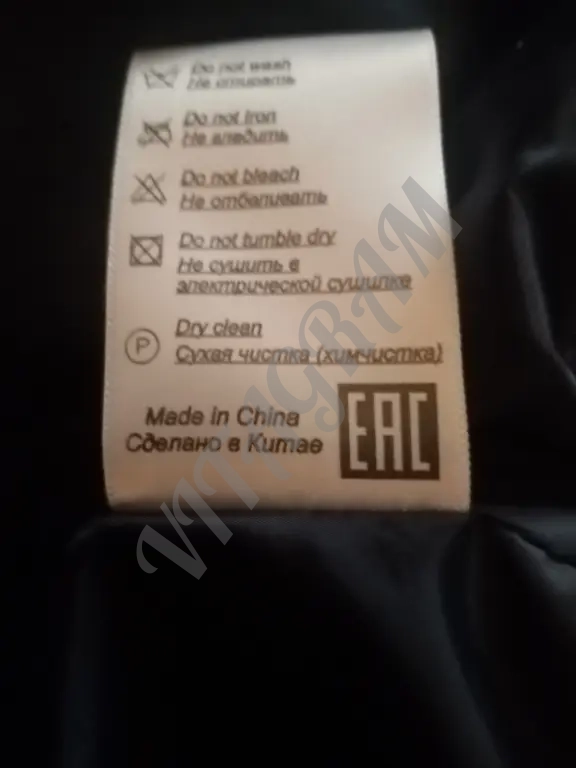 Do not wash
Не стирать
Do not iron
Не гладить
Do not bleach
Не отбеливать
Do not tumble dry
Не сушить в
электрической сушилке
P
Dry clean
Сухая чистка (химчистка)
Made in China
Сделано в Китае
EAC
VITTGRAM